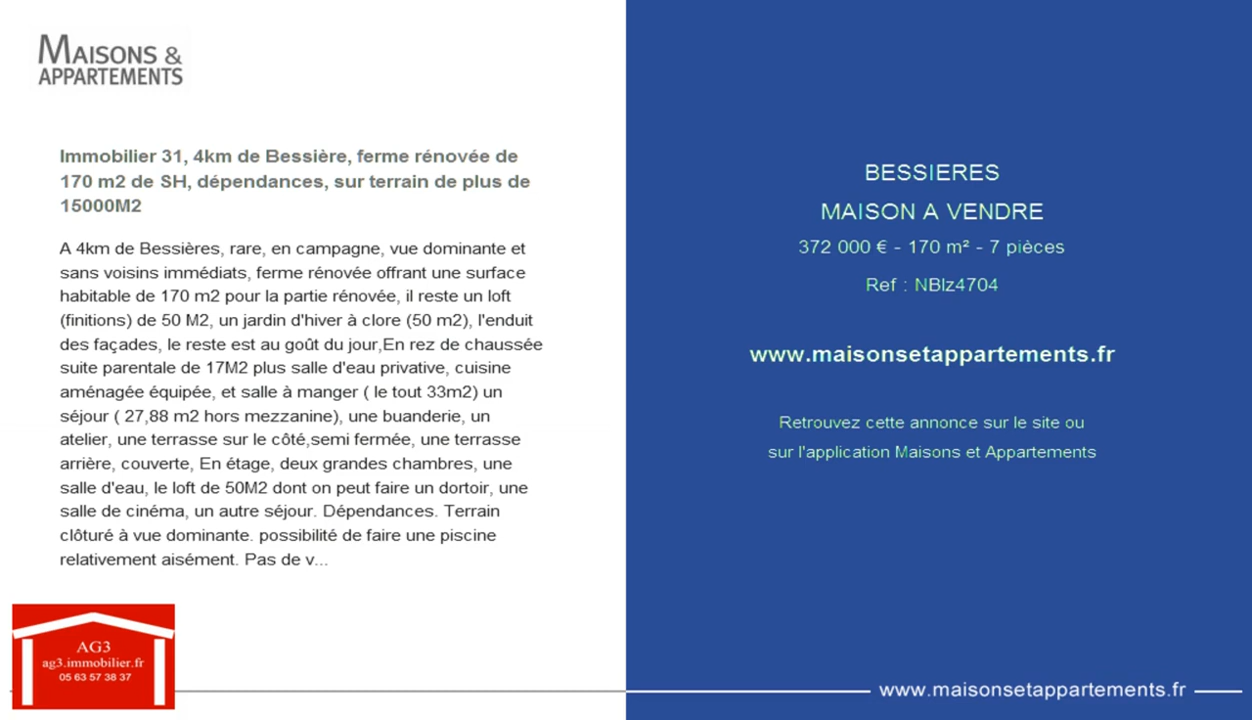 MAISONS &
APPARTEMENTS
Immobilier 31, 4km de Bessière, ferme rénovée de
170 m2 de SH, dépendances, sur terrain de plus de
15000M2
A 4km de Bessières, rare, en campagne, vue dominante et
sans voisins immédiats, ferme rénovée offrant une surface
habitable de 170 m2 pour la partie rénovée, il reste un loft
(finitions) de 50 M2, un jardin d'hiver à clore (50 m2), l'enduit
des façades, le reste est au goût du jour,En rez de chaussée
suite parentale de 17M2 plus salle d'eau privative, cuisine
aménagée équipée, et salle à manger ( le tout 33m2) un
séjour ( 27,88 m2 hors mezzanine), une buanderie, un
atelier, une terrasse sur le côté,semi fermée, une terrasse
arrière, couverte, En étage, deux grandes chambres, une
salle d'eau, le loft de 50M2 dont on peut faire un dortoir, une
salle de cinéma, un autre séjour. Dépendances. Terrain
clôturé à vue dominante. possibilité de faire une piscine
relativement aisément. Pas de v...
AG3
ag3.immobilier.fr
05 63 57 38 37
BESSIERES
MAISON A VENDRE
372 000 € - 170 m² - 7 pièces
Ref : NBlz4704
www.maisonsetappartements.fr
Retrouvez cette annonce sur le site ou
sur l'application Maisons et Appartements
www.maisonsetappartements.fr